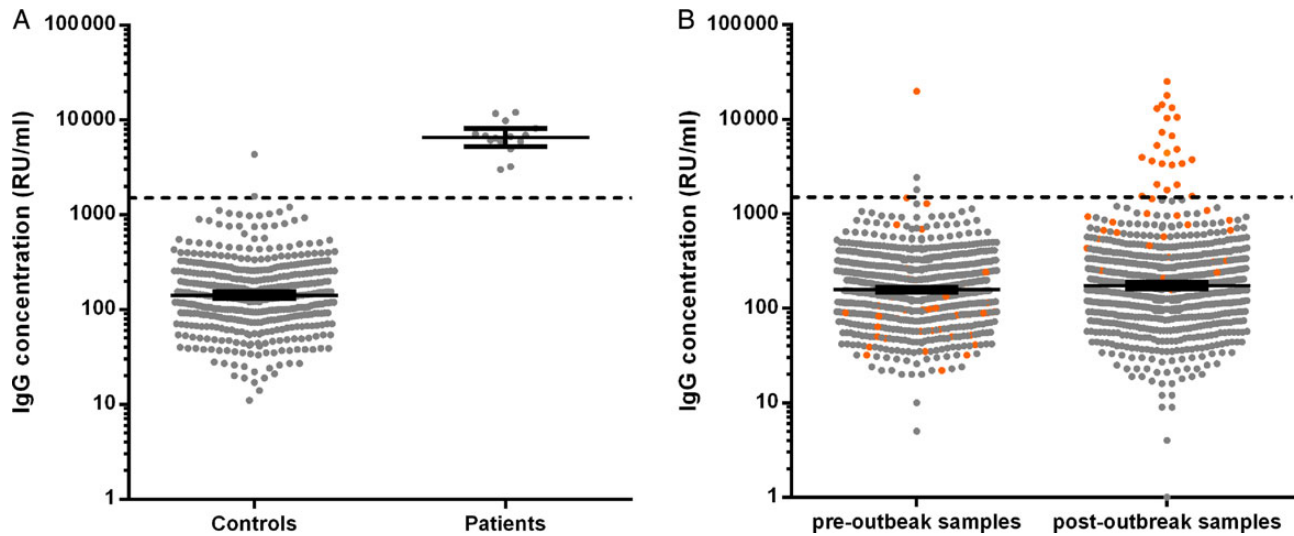 A
IgG concentration (RU/ml)
100000
10000
1000
100
10
1
Controls
Patients
B
IgG concentration (RU/ml)
100000
10000
1000
100
10
1
pre-outbeak samples
post-outbreak samples